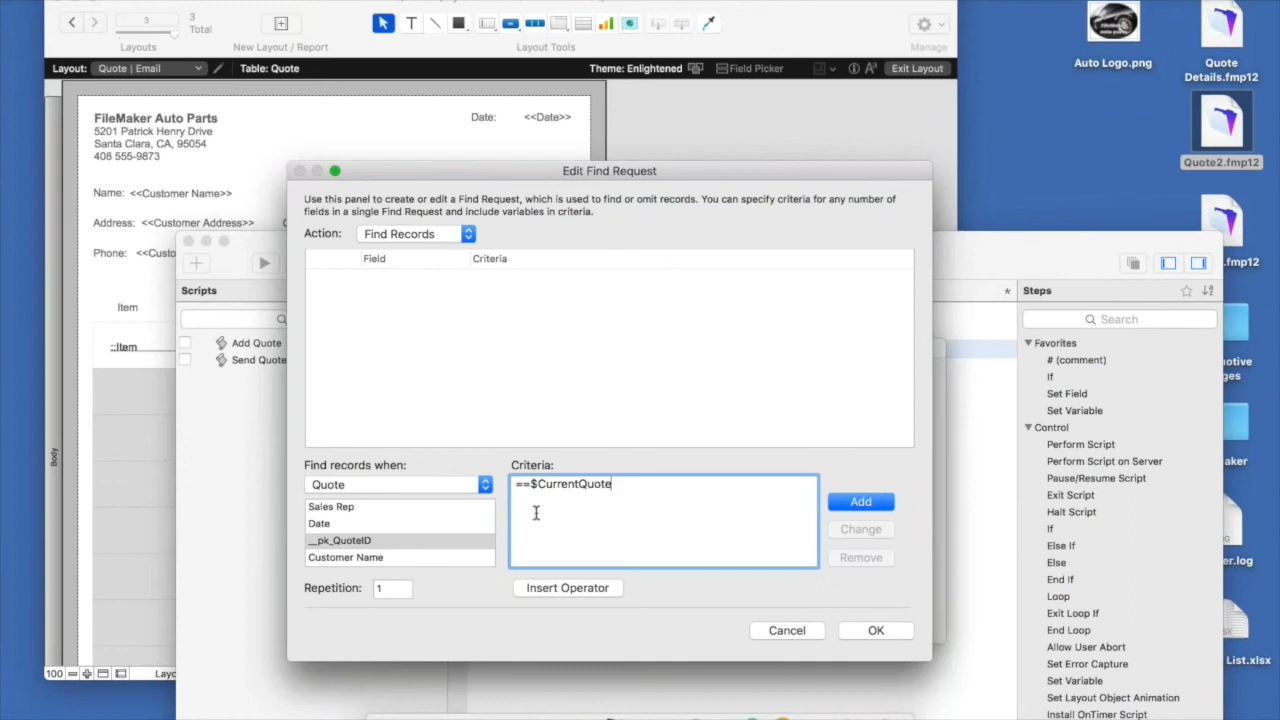 3
3
Total
Layouts
New Layout / Report
Layout Tools
Manage
Layout: Quote | Email
Table: Quote
Theme: Enlightened
Field Picker
Exit Layout
FileMaker Auto Parts
5201 Patrick Henry Drive
Santa Clara, CA, 95054
408 555-9873
Date: <<Date>>
Name: <<Customer Name>>
Address: <<Customer Address>>
Phone: <<Custo
Item
::Item
Body
100
Layo
Auto Logo.png
Quote
Details.fmp12
Quote2.fmp12
.fmp12
otive
ges
aker
er.log
List.xlsx
Scripts
Add Quote
Send Quote
Edit Find Request
Use this panel to create or edit a Find Request, which is used to find or omit records. You can specify criteria for any number of
fields in a single Find Request and include variables in criteria.
Action: Find Records
Field Criteria
Find records when:
Quote
Sales Rep
Date
__pk_QuoteID
Customer Name
Repetition: 1
Criteria:
==$CurrentQuote
Insert Operator
Add
Change
Remove
Cancel
OK
*
Steps
Search
Favorites
# (comment)
If
Set Field
Set Variable
Control
Perform Script
Perform Script on Server
Pause/Resume Script
Exit Script
Halt Script
If
Else If
Else
End If
Loop
Exit Loop If
End Loop
Allow User Abort
Set Error Capture
Set Variable
Set Layout Object Animation
Install OnTimer Script